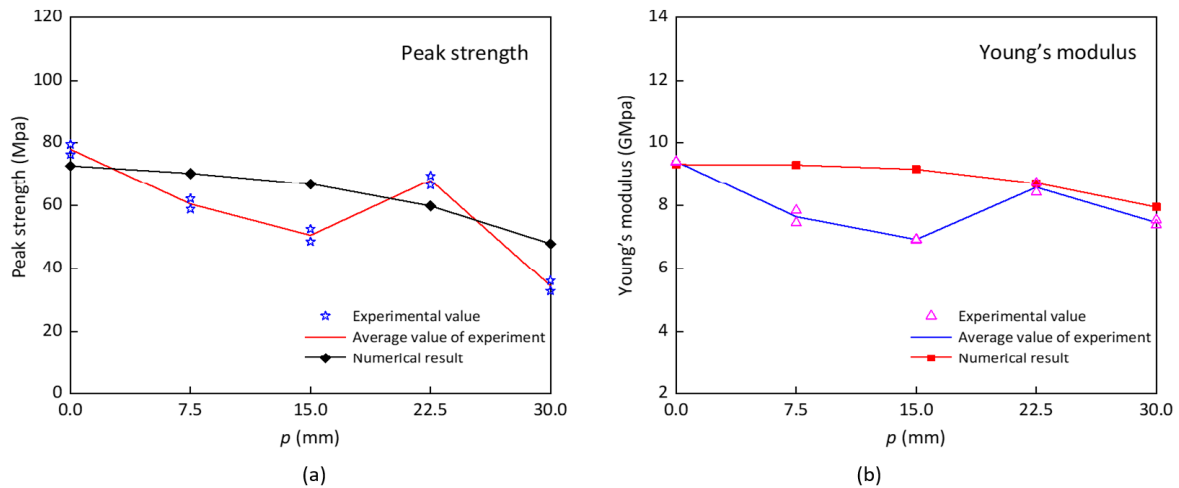 120
100
80
60
40
20
0
Peak strength (Mpa)
Peak strength
Experimental value
Average value of experiment
Numerical result
0.0 7.5 15.0 22.5 30.0
p (mm)
(a)
14
12
10
8
6
4
2
Young's modulus (GMpa)
Young's modulus
Experimental value
Average value of experiment
Numerical result
0.0 7.5 15.0 22.5 30.0
p (mm)
(b)